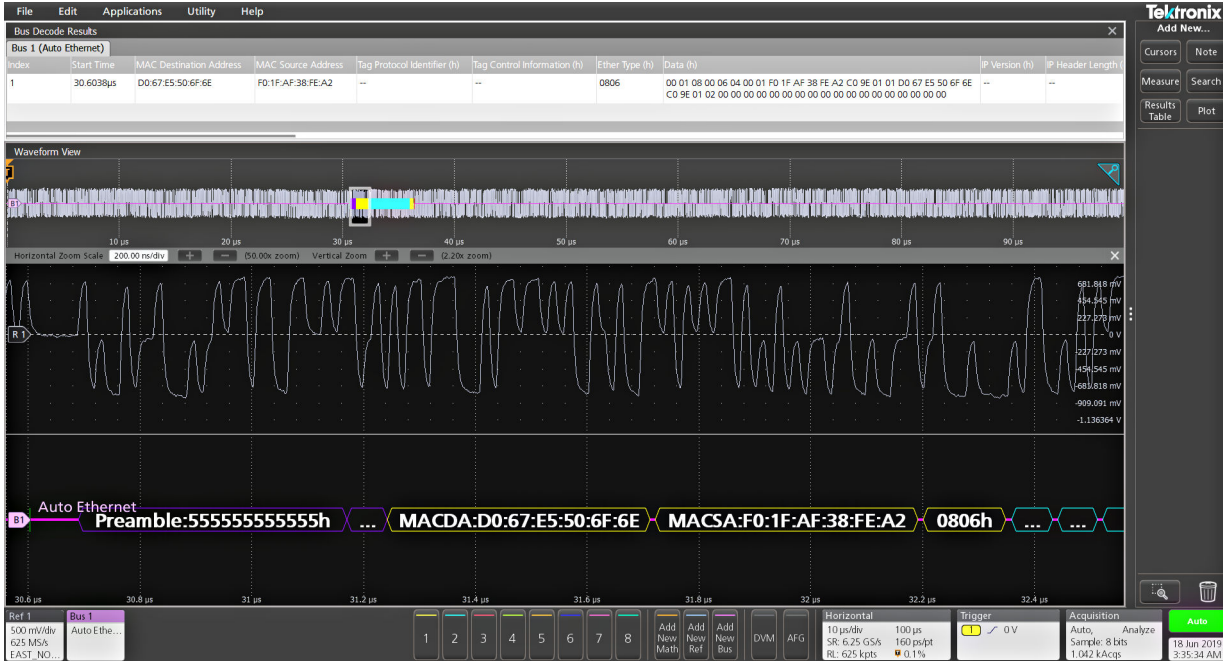 File Edit Applications Utility Help
Tektronix
Add New...
Bus Decode Results
Bus 1 (Auto Ethernet)
Index Start Time MAC Destination Address MAC Source Address Tag Protocol Identifier (h) Tag Control Information (h) Ether Type (h) Data (h) IP Version (h) IP Header Length (
1 30.6038µs D0:67:E5:50:6F:6E F0:1F:AF:38:FE:A2 -- -- 0806 00 01 08 00 06 04 00 01 F0 1F AF 38 FE A2 C0 9E 01 01 D0 67 E5 50 6F 6E -- --
C0 9E 01 02 00 00 00 00 00 00 00 00 00 00 00 00 00 00 00 00 00 00
Cursors Note
Measure Search
Results Table Plot
Waveform View
B1
10 µs 20 µs 30 µs 40 µs 50 µs 60 µs 70 µs 80 µs 90 µs
Horizontal Zoom Scale 200.00 ns/div + − (50.00x zoom) Vertical Zoom + − (2.20x zoom)
681.818 mV
454.545 mV
227.273 mV
R 1 0 V
-227.273 mV
-454.545 mV
-681.818 mV
-909.091 mV
-1.136364 V
Auto Ethernet
B1 Preamble:555555555555h ... MACDA:D0:67:E5:50:6F:6E MACSA:F0:1F:AF:38:FE:A2 0806h ... ...
30.6 µs 30.8 µs 31 µs 31.2 µs 31.4 µs 31.6 µs 31.8 µs 32 µs 32.2 µs 32.4 µs
Ref 1
500 mV/div
625 MS/s
EAST_NO...
Bus 1
Auto Ethe...
1 2 3 4 5 6 7 8
Add New Math
Add New Ref
Add New Bus
DVM AFG
Horizontal
10 µs/div 100 µs
SR: 6.25 GS/s 160 ps/pt
RL: 625 kpts 0.1%
Trigger
1 0 V
Acquisition
Auto, Analyze
Sample: 8 bits
1.042 kAcqs
Auto
18 Jun 2019
3:35:34 AM